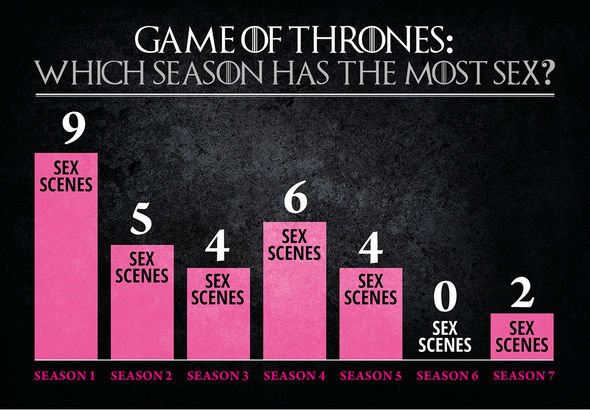 GAME OF THRONES:
WHICH SEASON HAS THE MOST SEX?
9
SEX
SCENES
5
SEX
SCENES
4
SEX
SCENES
6
SEX
SCENES
4
SEX
SCENES
0
SEX
SCENES
2
SEX
SCENES
SEASON 1 SEASON 2 SEASON 3 SEASON 4 SEASON 5 SEASON 6 SEASON 7